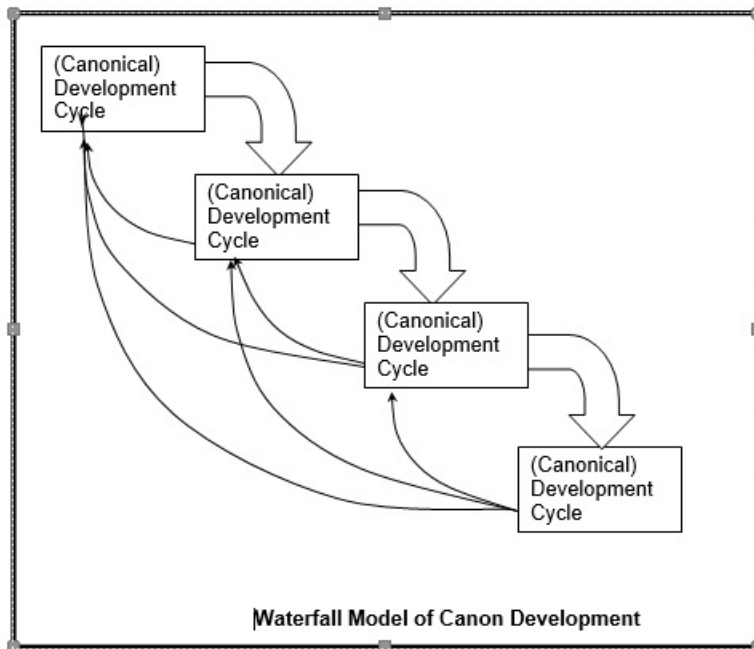 (Canonical)
Development
Cycle
(Canonical)
Development
Cycle
(Canonical)
Development
Cycle
(Canonical)
Development
Cycle
Waterfall Model of Canon Development